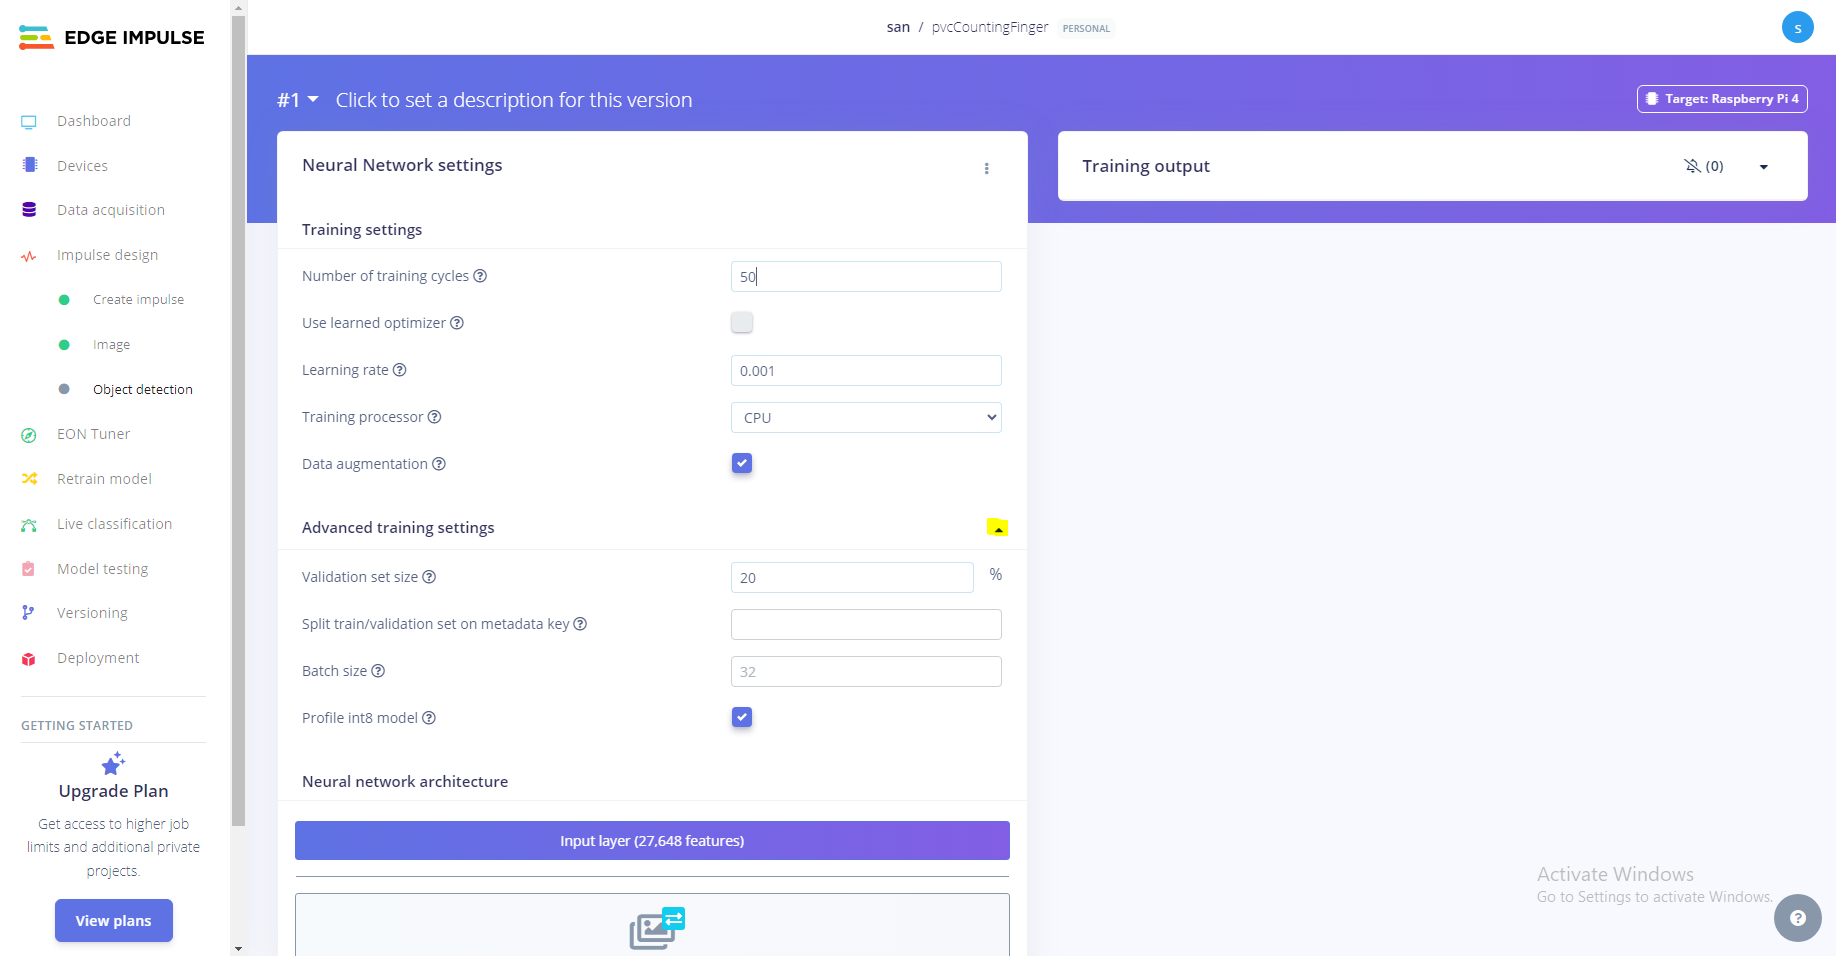 EDGE IMPULSE
san / pvcCountingFinger PERSONAL
s
Dashboard
Devices
Data acquisition
Impulse design
Create impulse
Image
Object detection
EON Tuner
Retrain model
Live classification
Model testing
Versioning
Deployment
GETTING STARTED
Upgrade Plan
Get access to higher job
limits and additional private
projects.
View plans
#1 Click to set a description for this version
Target: Raspberry Pi 4
Neural Network settings
Training settings
Number of training cycles ? 50
Use learned optimizer ?
Learning rate ? 0.001
Training processor ? CPU
Data augmentation ?
Advanced training settings
Validation set size ? 20 %
Split train/validation set on metadata key ?
Batch size ? 32
Profile int8 model ?
Neural network architecture
Input layer (27,648 features)
Training output (0)
Activate Windows
Go to Settings to activate Windows.
?